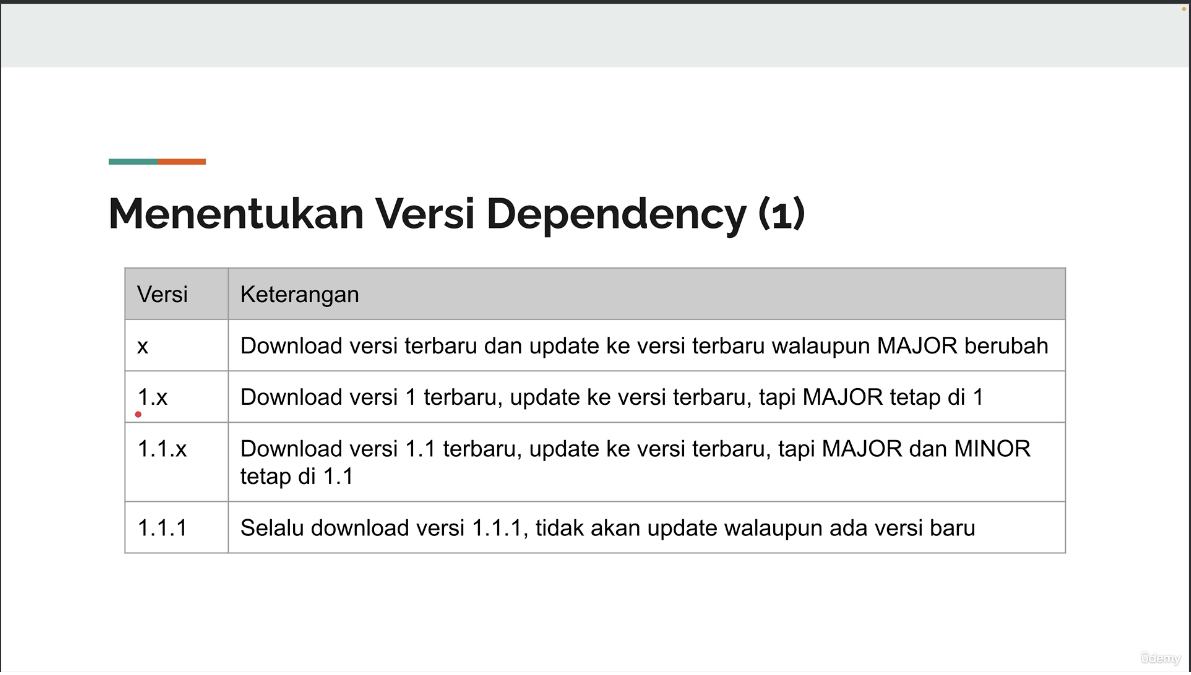 Menentukan Versi Dependency (1)
Versi Keterangan
x Download versi terbaru dan update ke versi terbaru walaupun MAJOR berubah
1.x Download versi 1 terbaru, update ke versi terbaru, tapi MAJOR tetap di 1
1.1.x Download versi 1.1 terbaru, update ke versi terbaru, tapi MAJOR dan MINOR
tetap di 1.1
1.1.1 Selalu download versi 1.1.1, tidak akan update walaupun ada versi baru
ûdemy